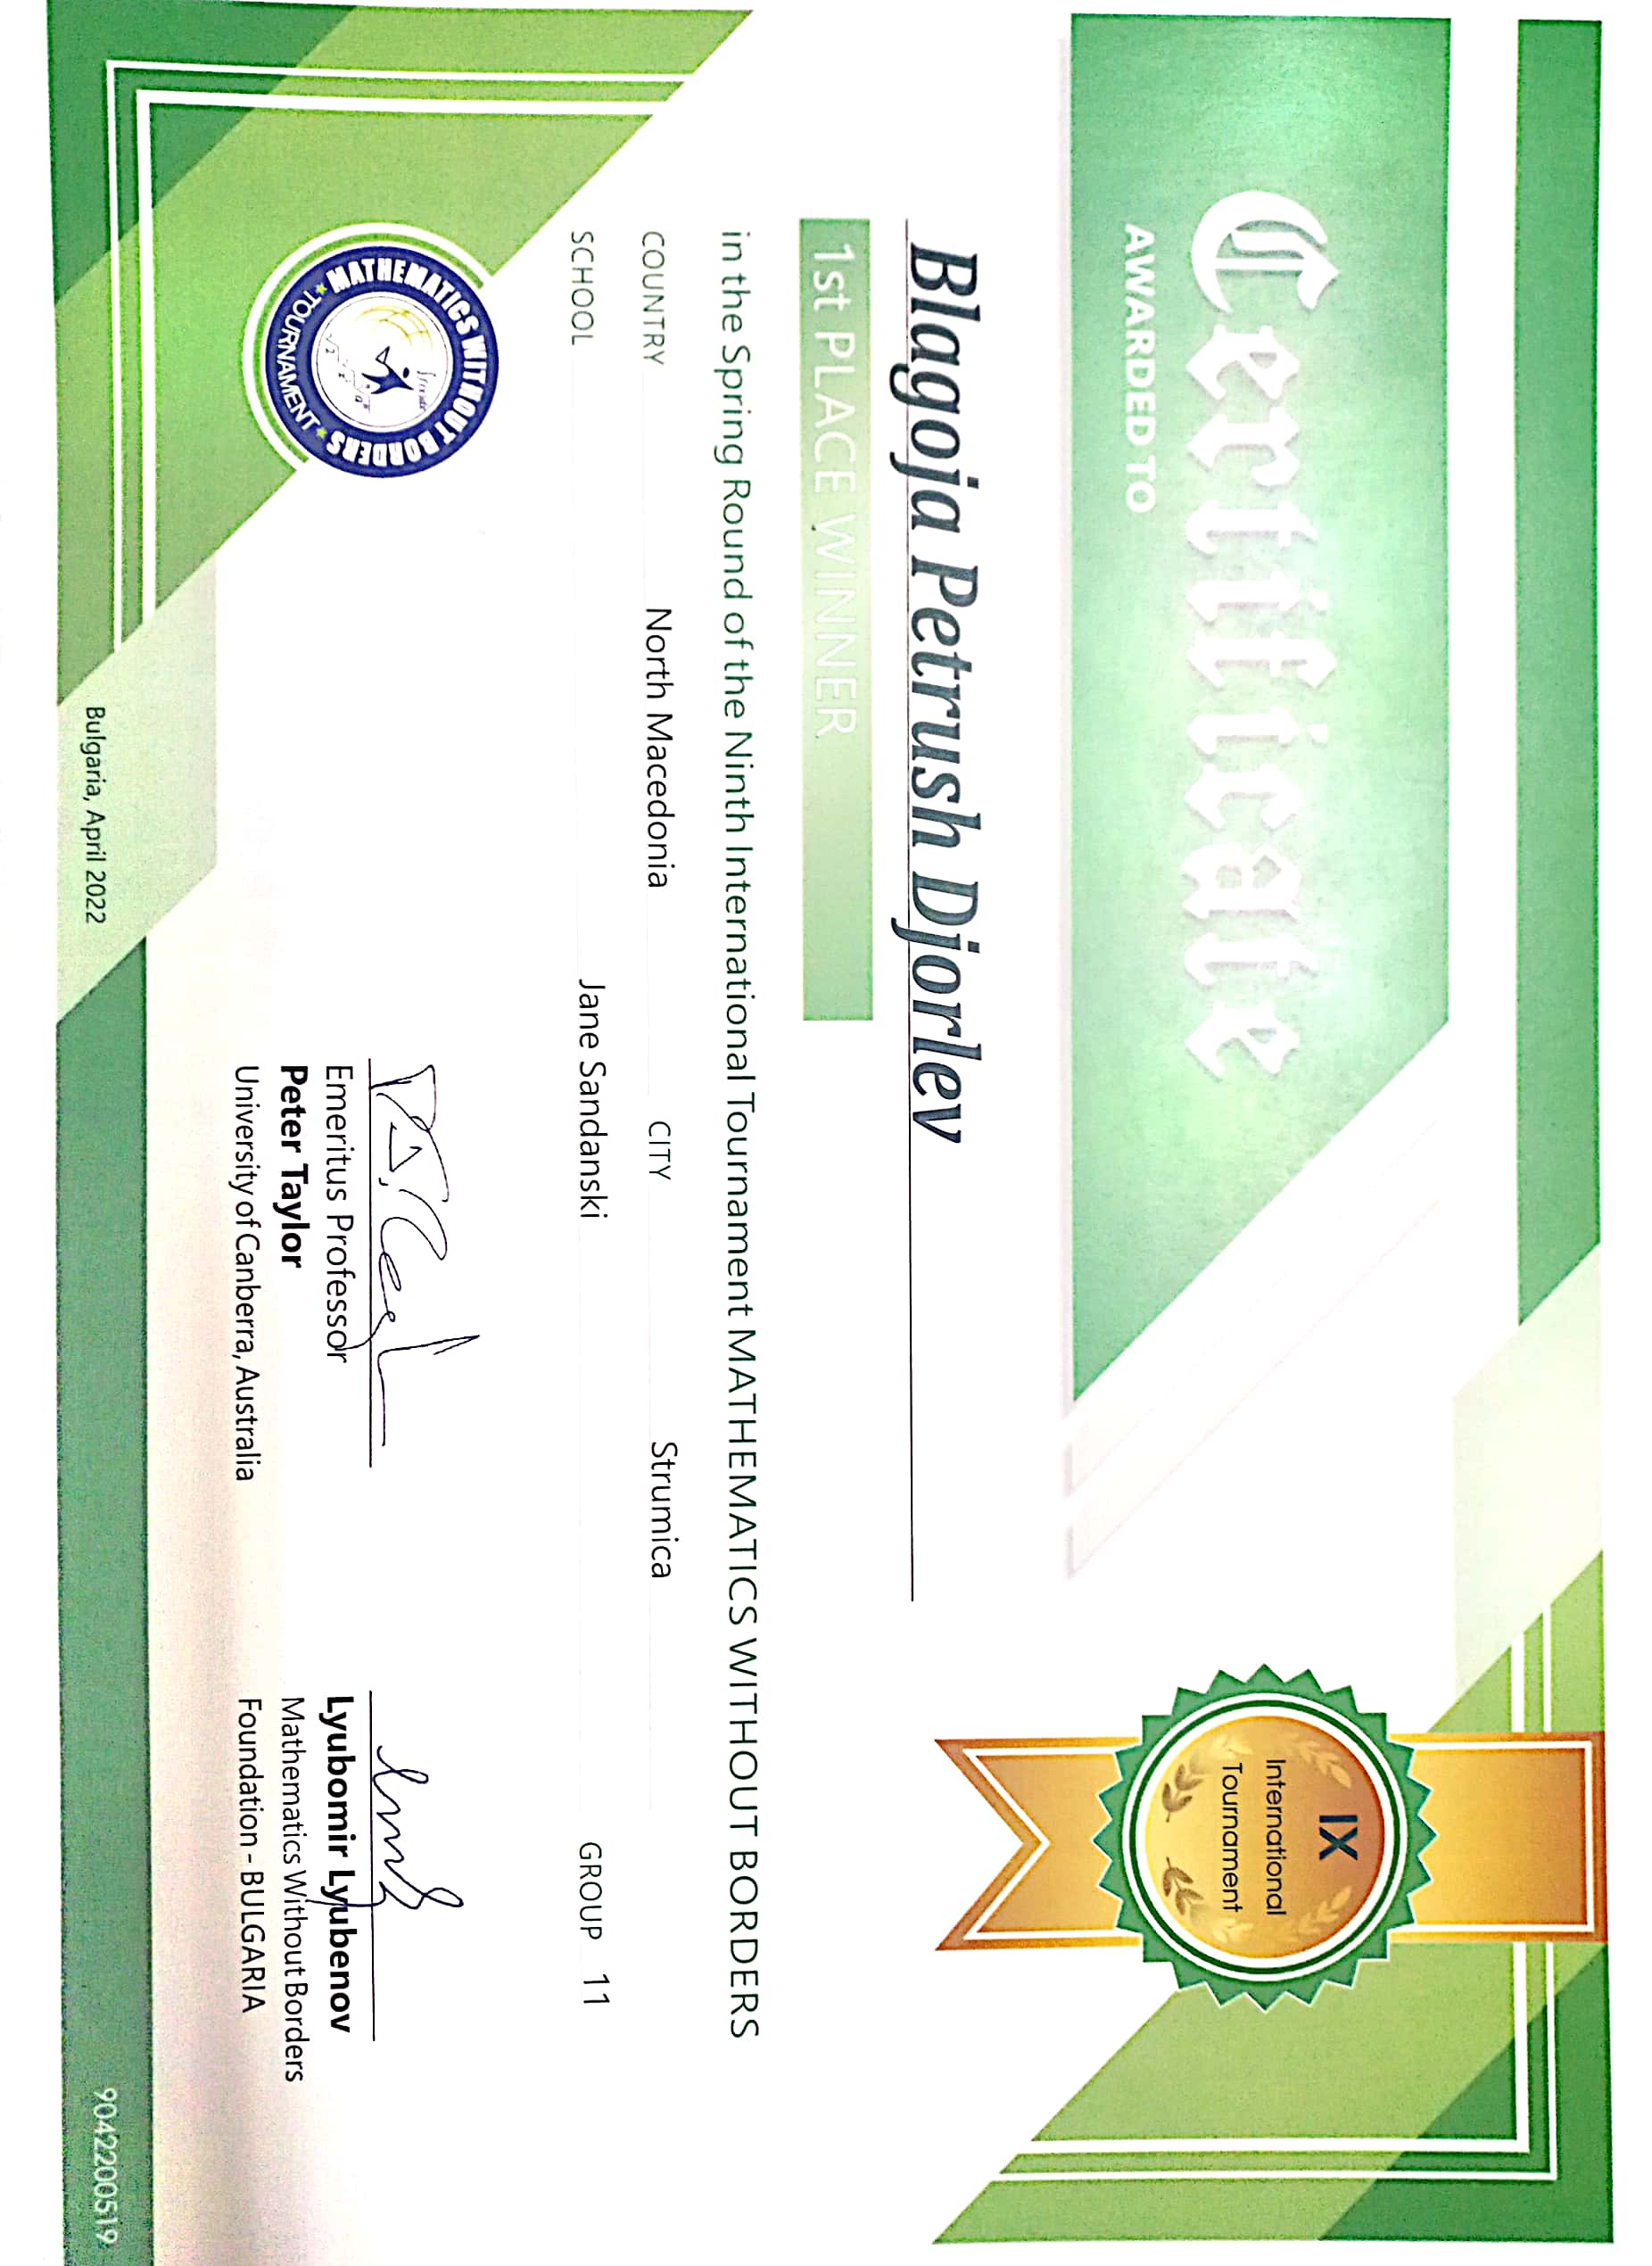 Certificate
AWARDED TO
IX
International
Tournament
Blagoja Petrush Djorlev
1st PLACE WINNER
in the Spring Round of the Ninth International Tournament MATHEMATICS WITHOUT BORDERS
COUNTRY North Macedonia CITY Strumica
SCHOOL Jane Sandanski GROUP 11
MATHEMATICS WITHOUT BORDERS
TOURNAMENT
Emeritus Professor
Peter Taylor
University of Canberra, Australia
Lyubomir Lyubenov
Mathematics Without Borders
Foundation - BULGARIA
Bulgaria, April 2022
9042200519